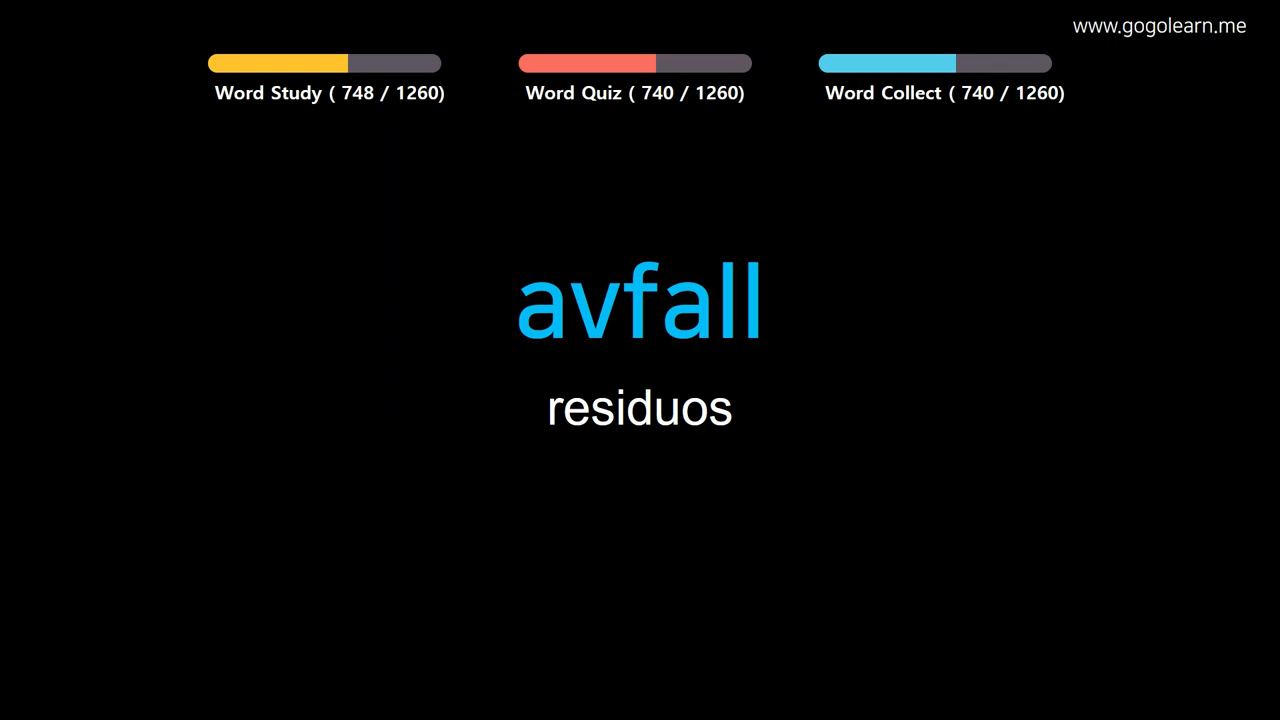 www.gogolearn.me
Word Study ( 748 / 1260)
Word Quiz ( 740 / 1260)
Word Collect ( 740 / 1260)
avfall
residuos